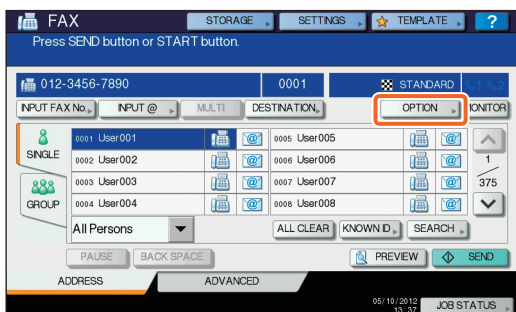 FAX STORAGE SETTINGS TEMPLATE ?
Press SEND button or START button.
012-3456-7890 0001 STANDARD 1 2
INPUT FAX No. INPUT @ MULTI DESTINATION OPTION MONITOR
SINGLE
GROUP
0001 User001 @ 0005 User005 @
0002 User002 @ 0006 User006 @
0003 User003 @ 0007 User007 @
0004 User004 @ 0008 User008 @
1
375
All Persons ALL CLEAR KNOWN ID SEARCH
PAUSE BACK SPACE PREVIEW SEND
ADDRESS ADVANCED
05/10/2012
13:37 JOB STATUS